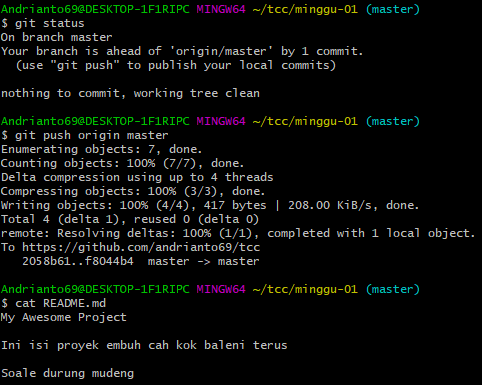 Andrianto69@DESKTOP-1F1RIPC MINGW64 ~/tcc/minggu-01 (master)
$ git status
On branch master
Your branch is ahead of 'origin/master' by 1 commit.
  (use "git push" to publish your local commits)

nothing to commit, working tree clean

Andrianto69@DESKTOP-1F1RIPC MINGW64 ~/tcc/minggu-01 (master)
$ git push origin master
Enumerating objects: 7, done.
Counting objects: 100% (7/7), done.
Delta compression using up to 4 threads
Compressing objects: 100% (3/3), done.
Writing objects: 100% (4/4), 417 bytes | 208.00 KiB/s, done.
Total 4 (delta 1), reused 0 (delta 0)
remote: Resolving deltas: 100% (1/1), completed with 1 local object.
To https://github.com/andrianto69/tcc
   2058b61..f8044b4  master -> master

Andrianto69@DESKTOP-1F1RIPC MINGW64 ~/tcc/minggu-01 (master)
$ cat README.md
My Awesome Project

Ini isi proyek embuh cah kok baleni terus

Soale durung mudeng